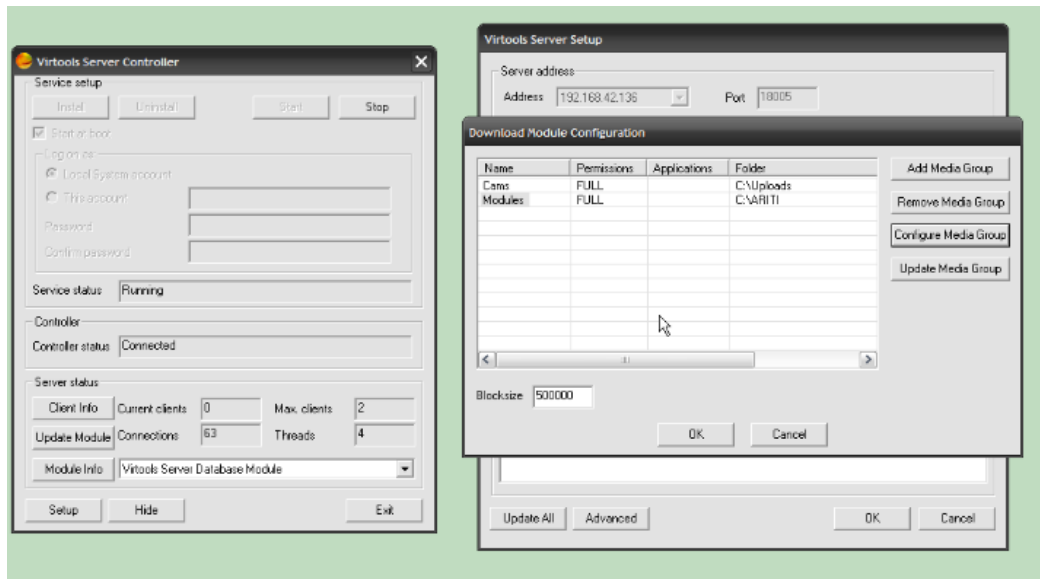 Virtools Server Controller
Service setup
Install Uninstall Start Stop
Start at boot
Log on as:
Local System account
This account
Password
Confirm password
Service status Running
Controller
Controller status Connected
Server status
Client Info Current clients 0 Max. clients 2
Update Module Connections 63 Threads 4
Module Info Virtools Server Database Module
Setup Hide Exit
Virtools Server Setup
Server address
Address 192.168.42.136 Port 18005
Download Module Configuration
Name Permissions Applications Folder
Cams FULL C:\Uploads
Modules FULL C:\ARITI
Add Media Group
Remove Media Group
Configure Media Group
Update Media Group
Blocksize 500000
OK Cancel
Update All Advanced OK Cancel